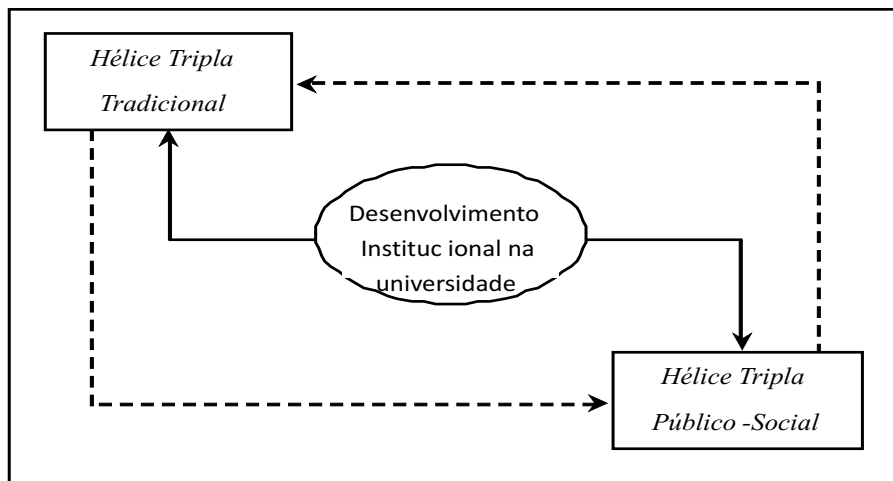 Hélice Tripla
Tradicional
Desenvolvimento
Instituc ional na
universidade
Hélice Tripla
Público -Social